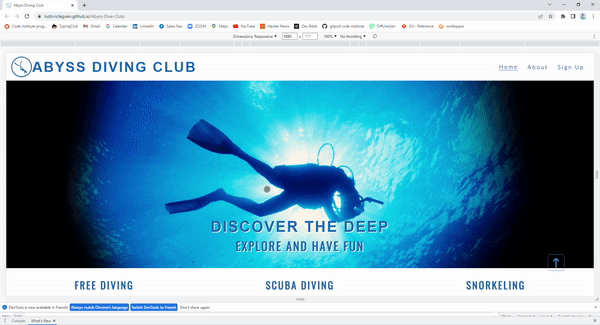 Abyss Diving Club
ludovicleguen.github.io/Abyss-Dive-Club/
Code Institute prog... TypingClub Gmail Calendar LinkedIn Sales Nav ZOOM Maps YouTube Hacker News Dev Bible gitpod code institute Diffchecker Git - Reference workspace
Dimensions: Responsive 1880 x 777 100% No throttling
ABYSS DIVING CLUB
Home About Sign Up
DISCOVER THE DEEP
EXPLORE AND HAVE FUN
FREE DIVING SCUBA DIVING SNORKELING
DevTools is now available in French! Always match Chrome's language Switch DevTools to French Don't show again
Console What's New